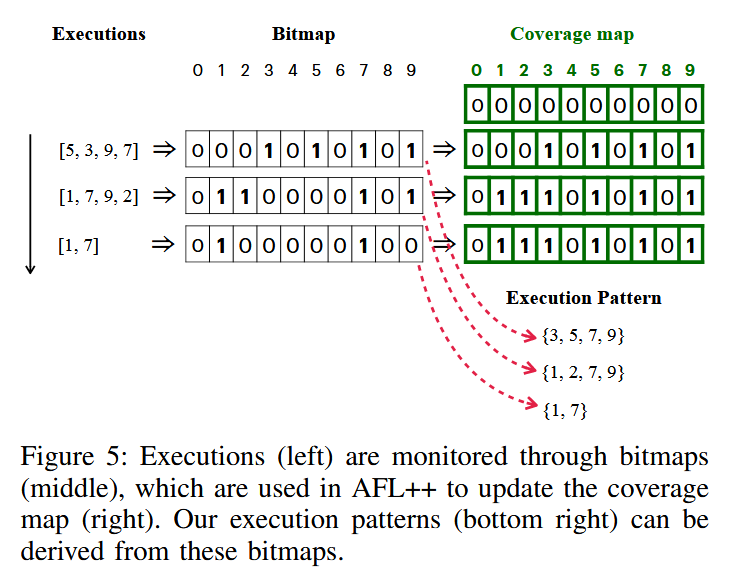 Executions Bitmap Coverage map
0 1 2 3 4 5 6 7 8 9 0 1 2 3 4 5 6 7 8 9
0 0 0 0 0 0 0 0 0 0
[5, 3, 9, 7] ⇒ 0 0 0 1 0 1 0 1 0 1 ⇒ 0 0 0 1 0 1 0 1 0 1
[1, 7, 9, 2] ⇒ 0 1 1 0 0 0 0 1 0 1 ⇒ 0 1 1 1 0 1 0 1 0 1
[1, 7] ⇒ 0 1 0 0 0 0 0 1 0 0 ⇒ 0 1 1 1 0 1 0 1 0 1
Execution Pattern
{3, 5, 7, 9}
{1, 2, 7, 9}
{1, 7}
Figure 5: Executions (left) are monitored through bitmaps
(middle), which are used in AFL++ to update the coverage
map (right). Our execution patterns (bottom right) can be
derived from these bitmaps.